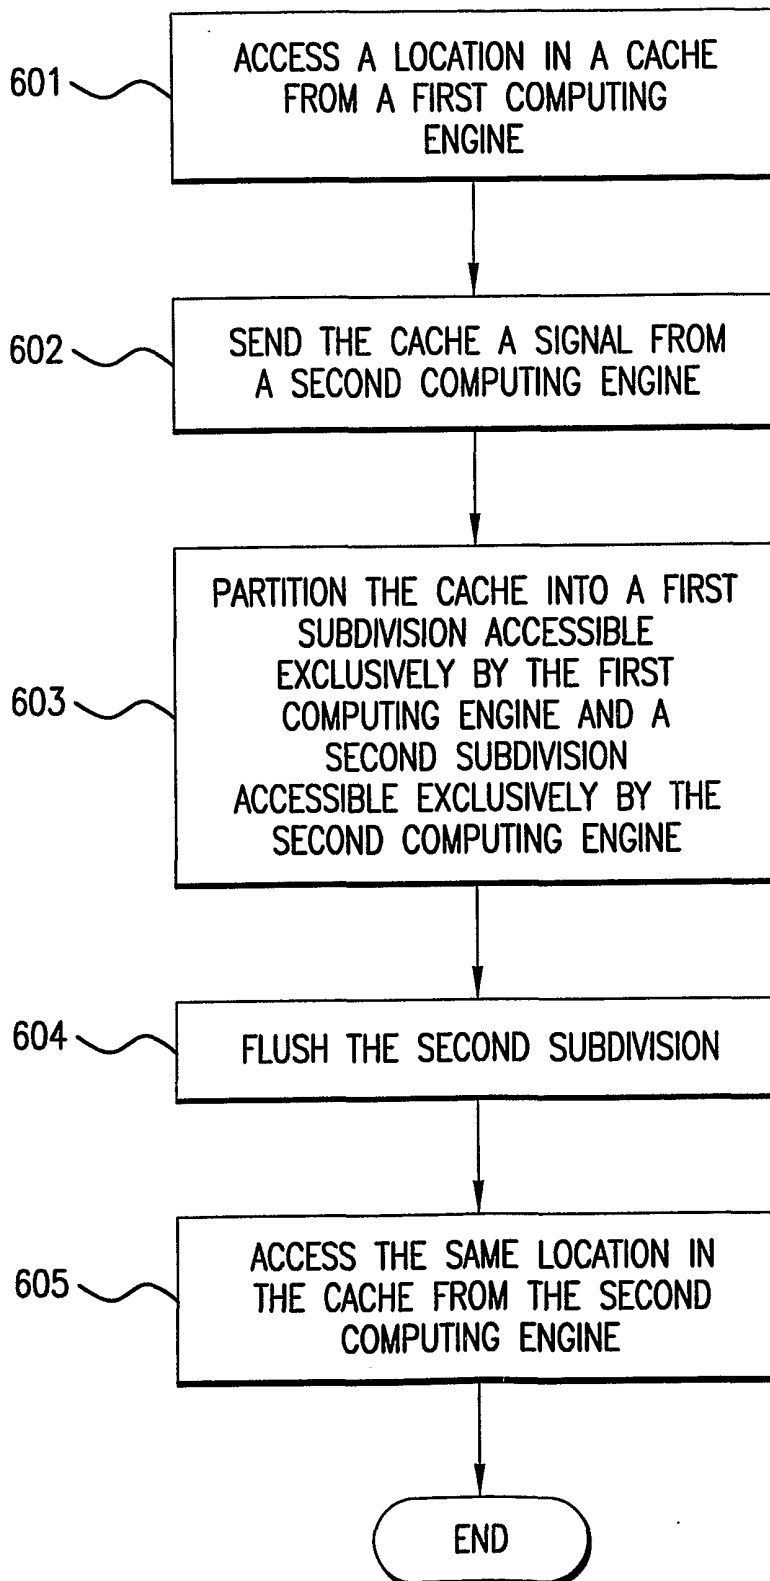 601
ACCESS A LOCATION IN A CACHE
FROM A FIRST COMPUTING
ENGINE
602
SEND THE CACHE A SIGNAL FROM
A SECOND COMPUTING ENGINE
603
PARTITION THE CACHE INTO A FIRST
SUBDIVISION ACCESSIBLE
EXCLUSIVELY BY THE FIRST
COMPUTING ENGINE AND A
SECOND SUBDIVISION
ACCESSIBLE EXCLUSIVELY BY THE
SECOND COMPUTING ENGINE
604
FLUSH THE SECOND SUBDIVISION
605
ACCESS THE SAME LOCATION IN
THE CACHE FROM THE SECOND
COMPUTING ENGINE
END